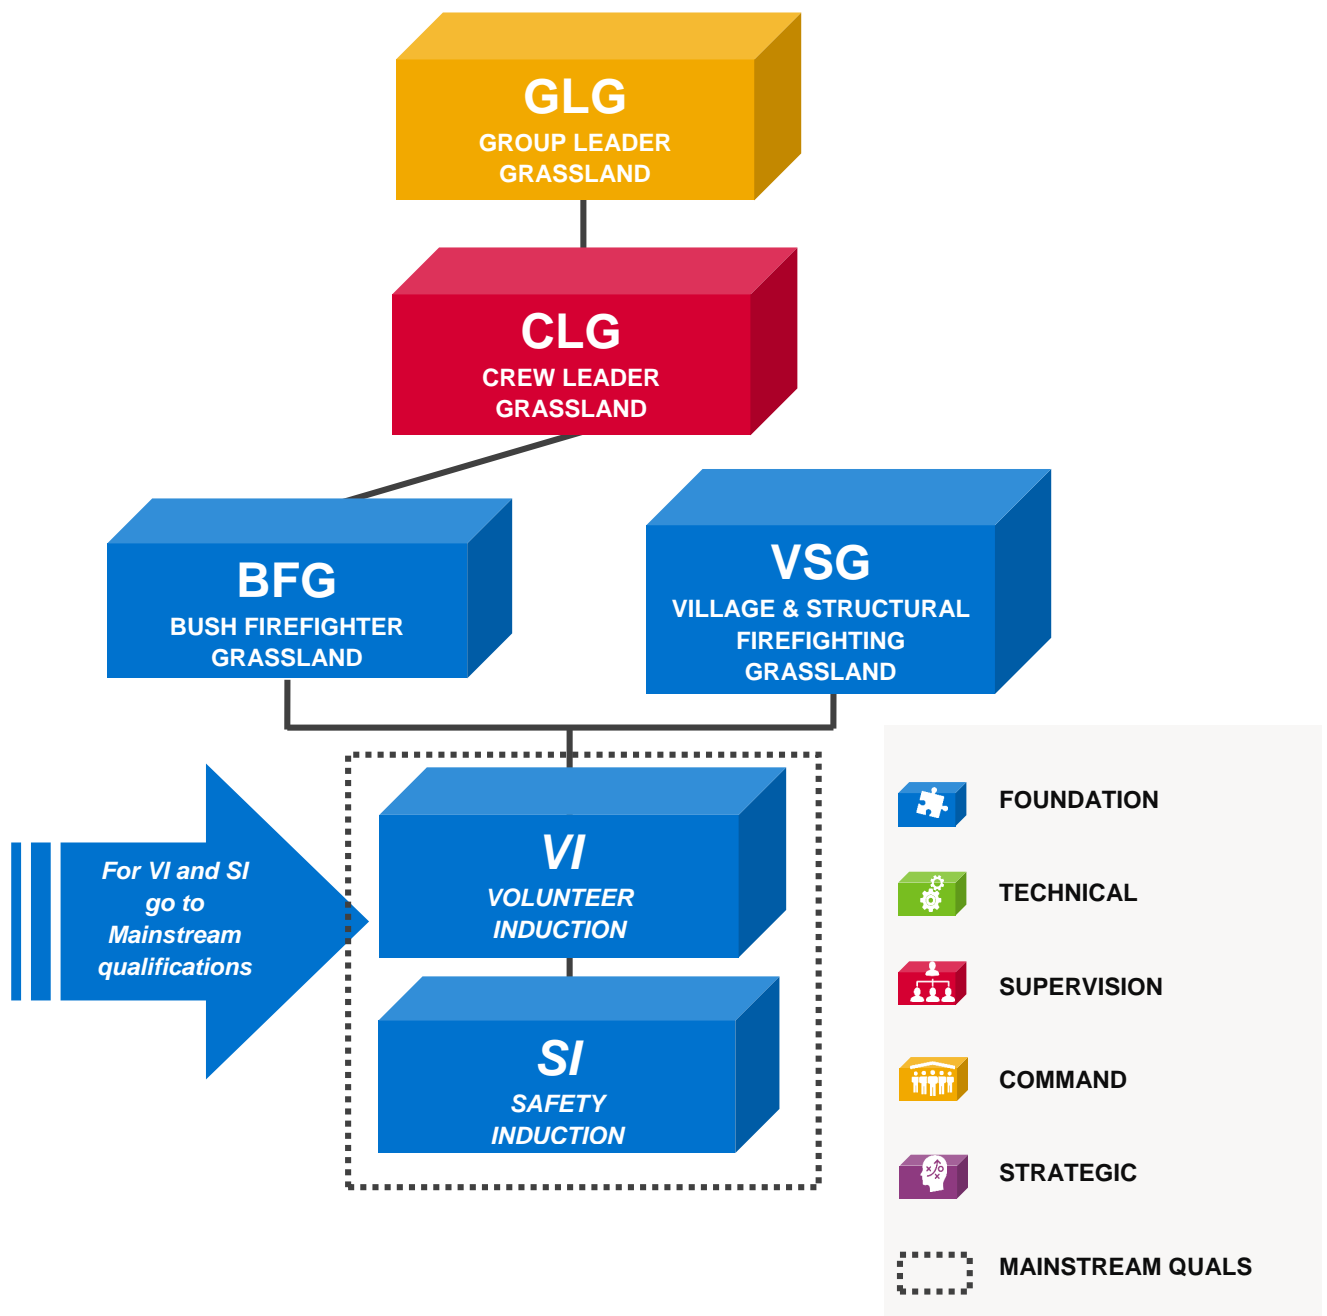 GLG
GROUP LEADER
GRASSLAND
CLG
CREW LEADER
GRASSLAND
BFG
BUSH FIREFIGHTER
GRASSLAND
VSG
VILLAGE & STRUCTURAL
FIREFIGHTING
GRASSLAND
For VI and SI
go to
Mainstream
qualifications
VI
VOLUNTEER
INDUCTION
SI
SAFETY
INDUCTION
FOUNDATION
TECHNICAL
SUPERVISION
COMMAND
STRATEGIC
MAINSTREAM QUALS